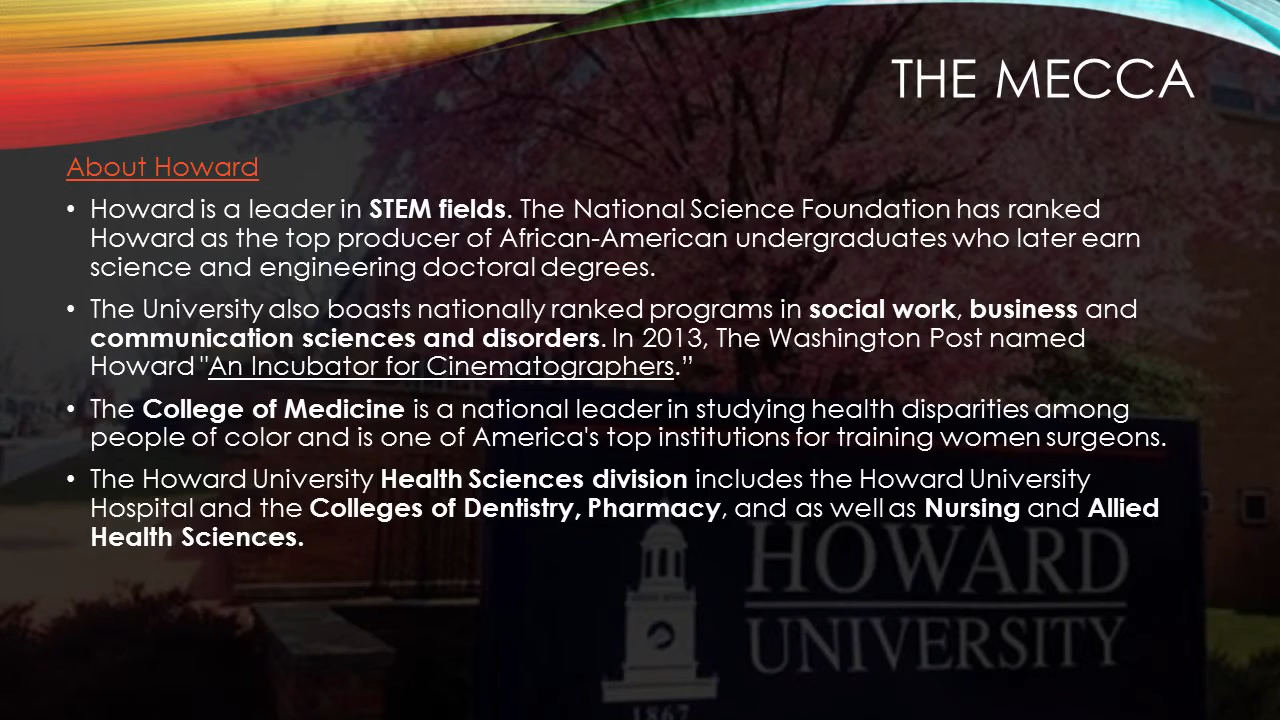 THE MECCA
About Howard
• Howard is a leader in STEM fields. The National Science Foundation has ranked
Howard as the top producer of African-American undergraduates who later earn
science and engineering doctoral degrees.
• The University also boasts nationally ranked programs in social work, business and
communication sciences and disorders. In 2013, The Washington Post named
Howard "An Incubator for Cinematographers.”
• The College of Medicine is a national leader in studying health disparities among
people of color and is one of America's top institutions for training women surgeons.
• The Howard University Health Sciences division includes the Howard University
Hospital and the Colleges of Dentistry, Pharmacy, and as well as Nursing and Allied
Health Sciences.
HOWARD
UNIVERSITY
1867